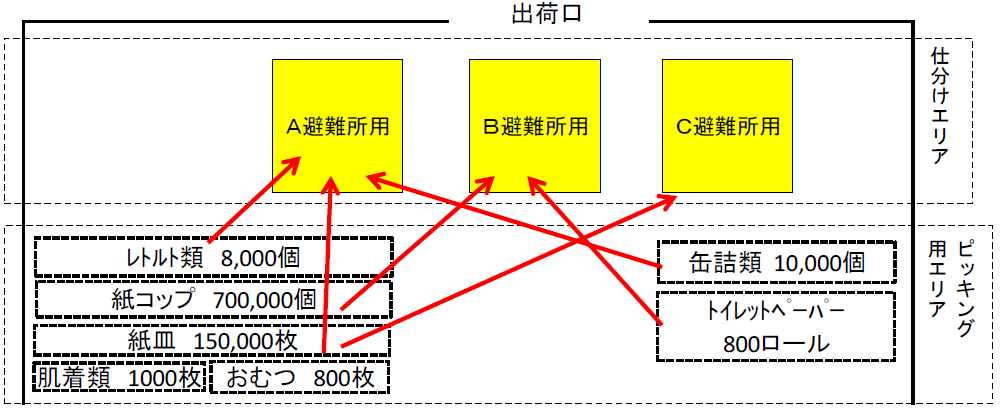 出荷口
A避難所用
B避難所用
C避難所用
仕分けエリア
ﾚﾄﾙﾄ類 8,000個
紙コップ 700,000個
紙皿 150,000枚
肌着類 1000枚
おむつ 800枚
缶詰類 10,000個
ﾄｲﾚｯﾄﾍﾟｰﾊﾟｰ
800ロール
ピッキング
用エリア